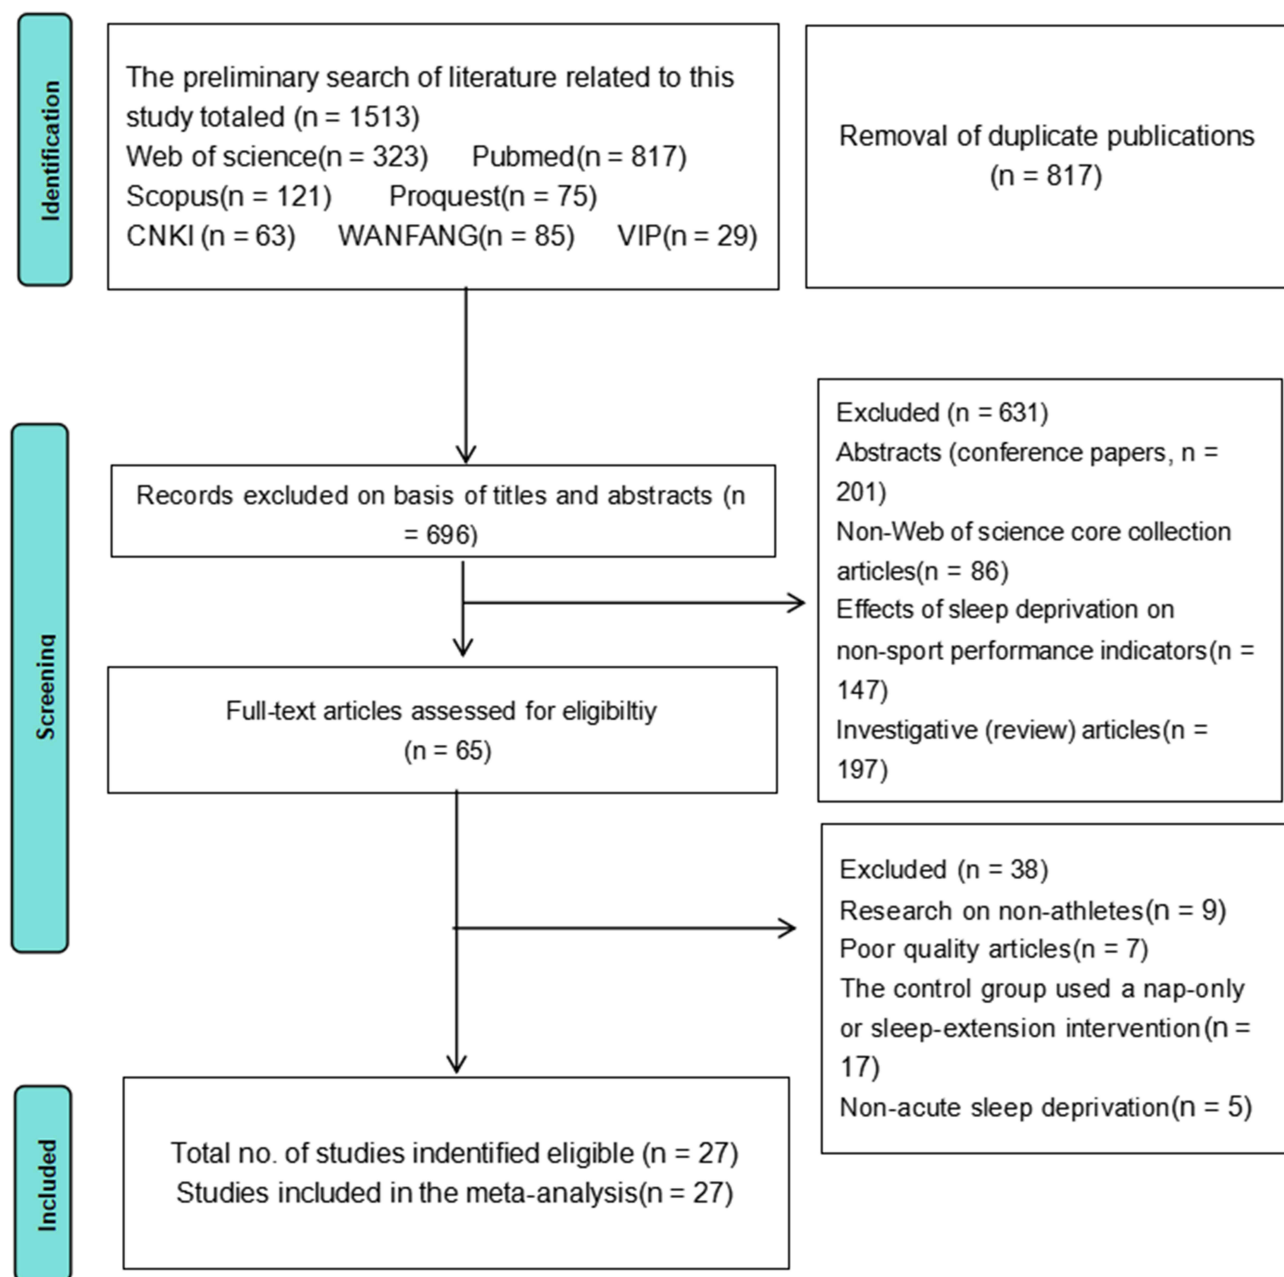 Identification
The preliminary search of literature related to this
study totaled (n = 1513)
Web of science(n = 323) Pubmed(n = 817)
Scopus(n = 121) Proquest(n = 75)
CNKI (n = 63) WANFANG(n = 85) VIP(n = 29)
Removal of duplicate publications
(n = 817)
Screening
Records excluded on basis of titles and abstracts (n
= 696)
Excluded (n = 631)
Abstracts (conference papers, n =
201)
Non-Web of science core collection
articles(n = 86)
Effects of sleep deprivation on
non-sport performance indicators(n =
147)
Investigative (review) articles(n =
197)
Full-text articles assessed for eligibiltiy
(n = 65)
Excluded (n = 38)
Research on non-athletes(n = 9)
Poor quality articles(n = 7)
The control group used a nap-only
or sleep-extension intervention(n =
17)
Non-acute sleep deprivation(n = 5)
Included
Total no. of studies indentified eligible (n = 27)
Studies included in the meta-analysis(n = 27)